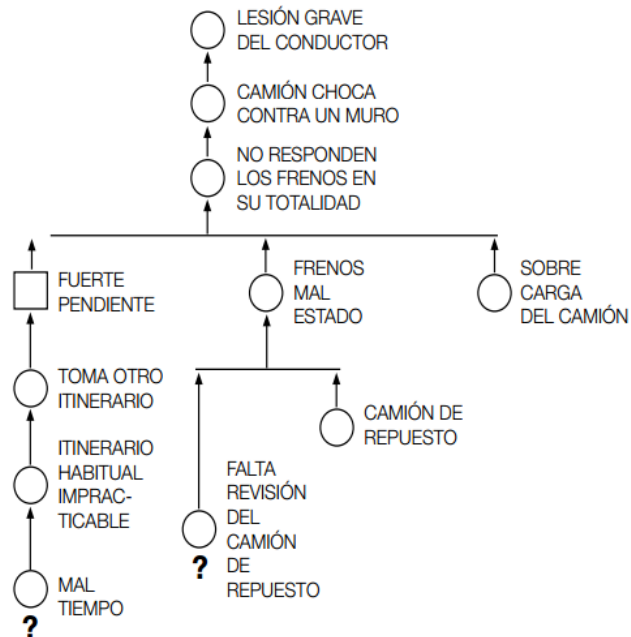 LESIÓN GRAVE
DEL CONDUCTOR
CAMIÓN CHOCA
CONTRA UN MURO
NO RESPONDEN
LOS FRENOS EN
SU TOTALIDAD
FUERTE
PENDIENTE
FRENOS
MAL
ESTADO
SOBRE
CARGA
DEL CAMIÓN
TOMA OTRO
ITINERARIO
CAMIÓN DE
REPUESTO
ITINERARIO
HABITUAL
IMPRAC-
TICABLE
FALTA
REVISIÓN
DEL
CAMIÓN
DE
REPUESTO
?
MAL
TIEMPO
?